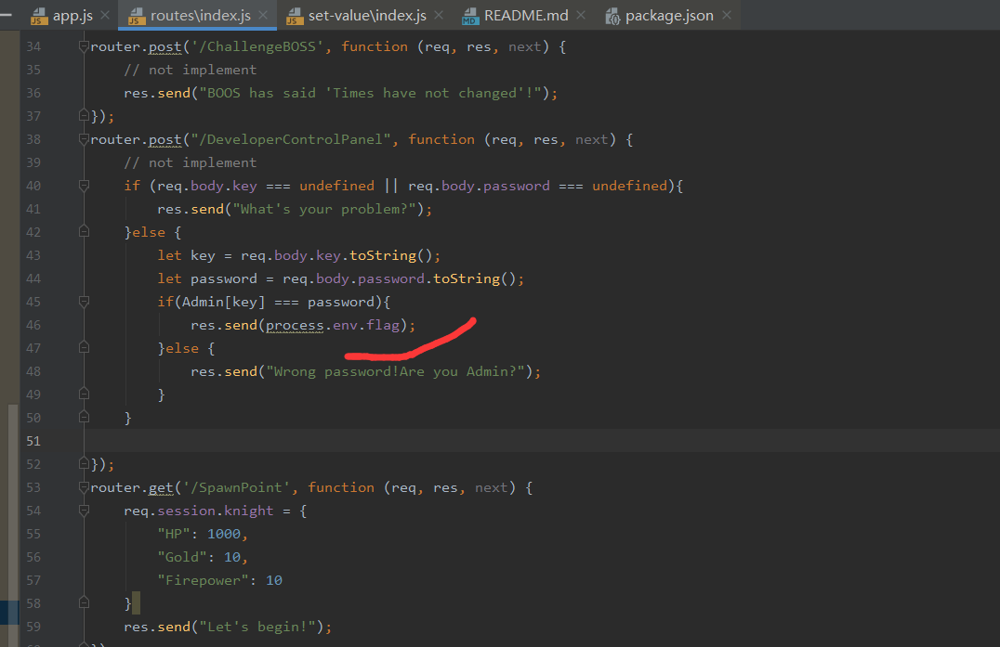 app.js routes\index.js set-value\index.js README.md package.json
34 router.post('/ChallengeBOSS', function (req, res, next) {
35 // not implement
36 res.send("BOOS has said 'Times have not changed'!");
37 });
38 router.post("/DeveloperControlPanel", function (req, res, next) {
39 // not implement
40 if (req.body.key === undefined || req.body.password === undefined){
41 res.send("What's your problem?");
42 }else {
43 let key = req.body.key.toString();
44 let password = req.body.password.toString();
45 if(Admin[key] === password){
46 res.send(process.env.flag);
47 }else {
48 res.send("Wrong password!Are you Admin?");
49 }
50 }
51
52 });
53 router.get('/SpawnPoint', function (req, res, next) {
54 req.session.knight = {
55 "HP": 1000,
56 "Gold": 10,
57 "Firepower": 10
58 }
59 res.send("Let's begin!");